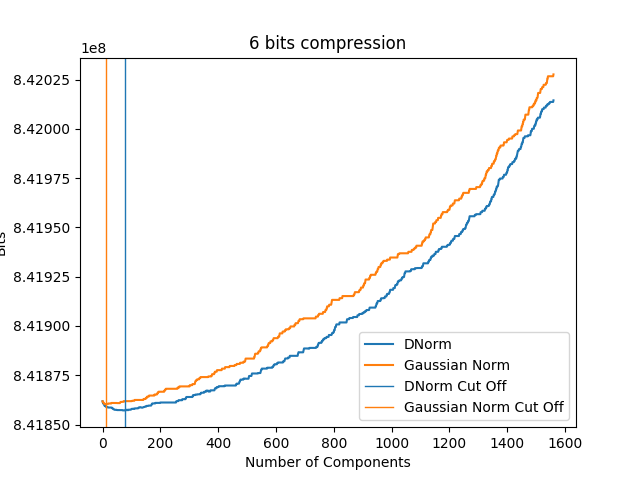 6 bits compression
1e8
8.42025
8.42000
8.41975
8.41950
8.41925
8.41900
8.41875
8.41850
Bits
0 200 400 600 800 1000 1200 1400 1600
Number of Components
DNorm
Gaussian Norm
DNorm Cut Off
Gaussian Norm Cut Off